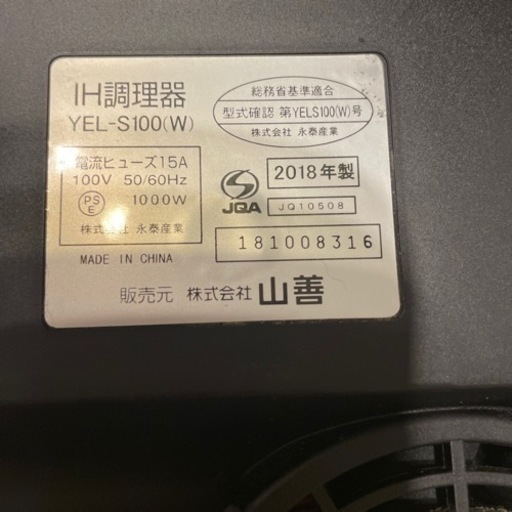 IH調理器
YEL-S100(W)
総務省基準適合
型式確認 第YELS100(W)号
株式会社 永泰産業
電流ヒューズ15A
100V 50/60Hz
PSE 1000W
株式会社 永泰産業
MADE IN CHINA
S
JQA
2018年製
JQ10508
181008316
販売元 株式会社 山善